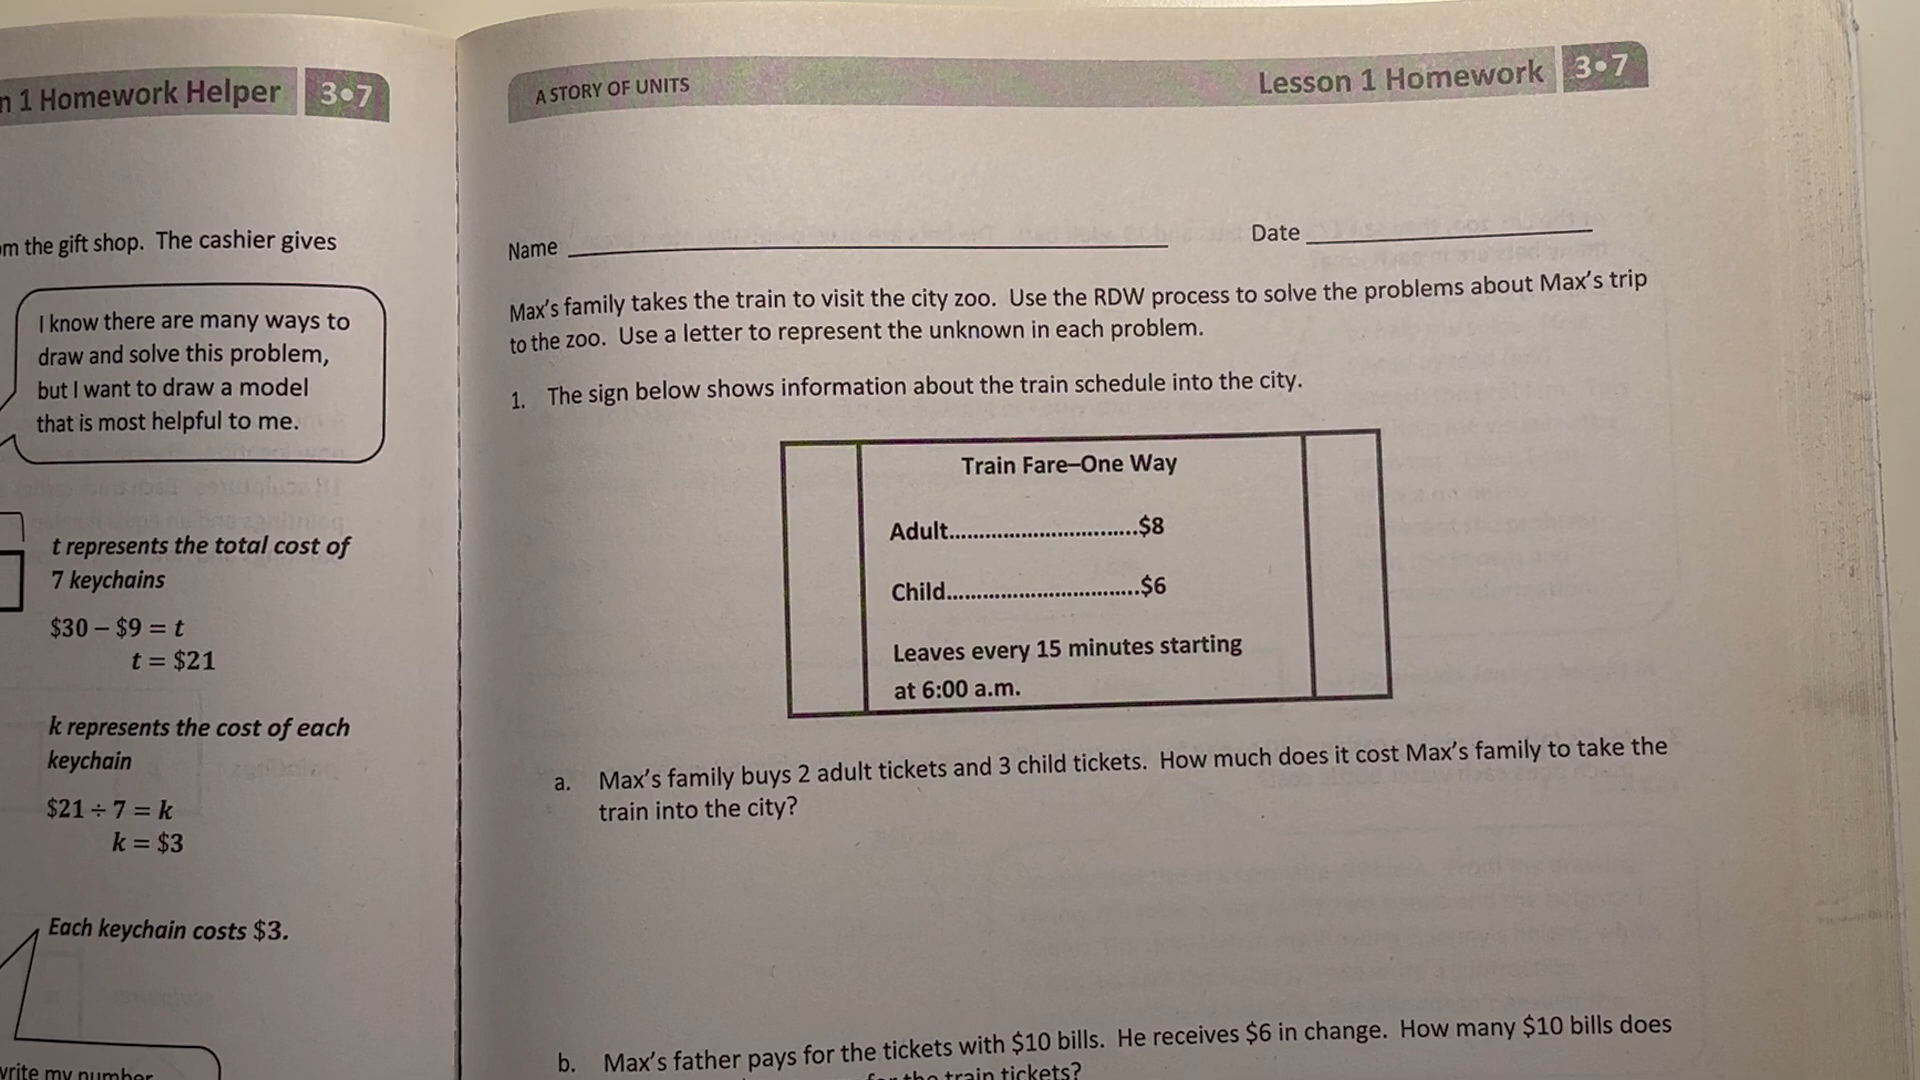 n 1 Homework Helper 3•7
the gift shop. The cashier gives
I know there are many ways to
draw and solve this problem,
but I want to draw a model
that is most helpful to me.
t represents the total cost of
7 keychains
$30 – $9 = t
t = $21
k represents the cost of each
keychain
$21 ÷ 7 = k
k = $3
Each keychain costs $3.
my number
A STORY OF UNITS
Lesson 1 Homework 3•7
Name
Date
Max's family takes the train to visit the city zoo. Use the RDW process to solve the problems about Max's trip
to the zoo. Use a letter to represent the unknown in each problem.
1. The sign below shows information about the train schedule into the city.
Train Fare–One Way
Adult...............................$8
Child................................$6
Leaves every 15 minutes starting
at 6:00 a.m.
a. Max's family buys 2 adult tickets and 3 child tickets. How much does it cost Max's family to take the
train into the city?
b. Max's father pays for the tickets with $10 bills. He receives $6 in change. How many $10 bills does
the train tickets?